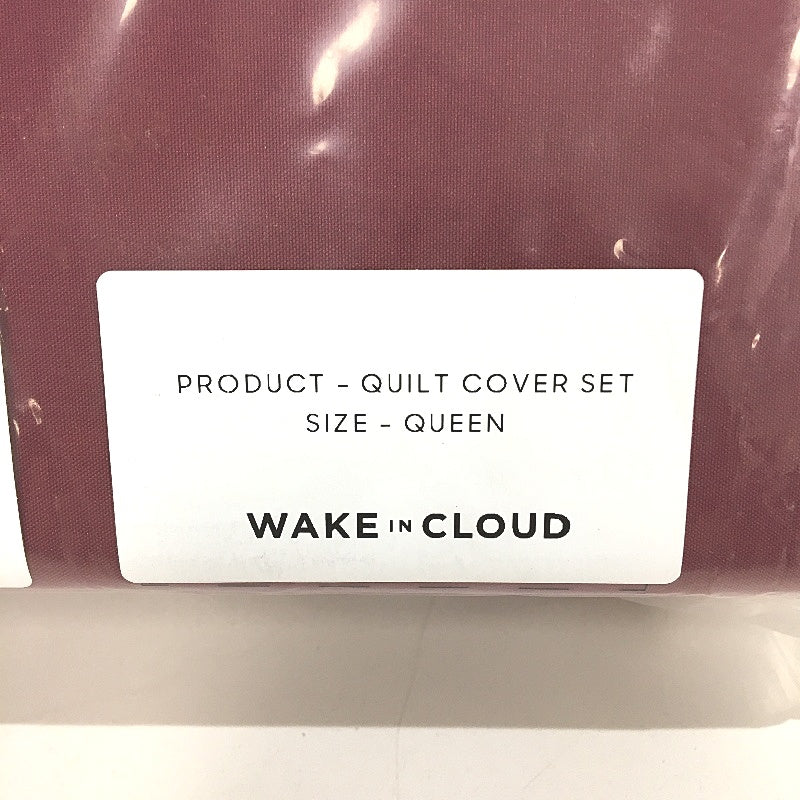 PRODUCT – QUILT COVER SET
SIZE – QUEEN
WAKE IN CLOUD